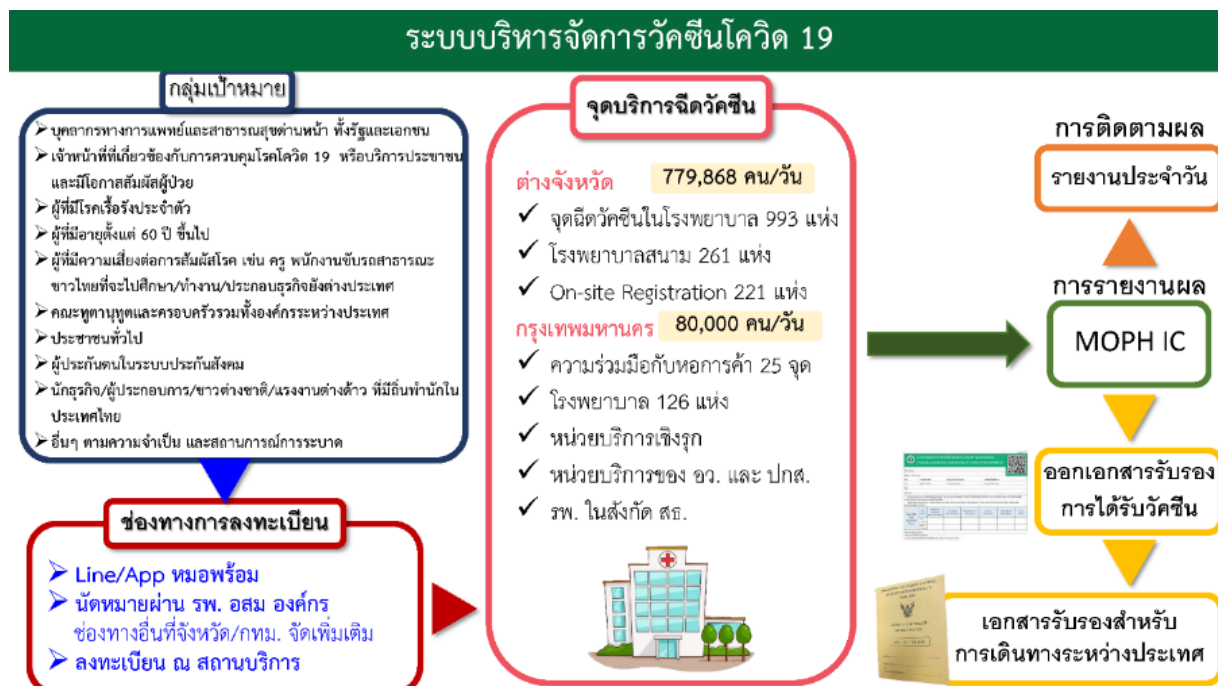 ระบบบริหารจัดการวัคซีนโควิด 19
กลุ่มเป้าหมาย
➤ บุคลากรทางการแพทย์และสาธารณสุขด่านหน้า ทั้งรัฐและเอกชน
➤ เจ้าหน้าที่ที่เกี่ยวข้องกับการควบคุมโรคโควิด 19 หรือบริการประชาชน
และมีโอกาสสัมผัสผู้ป่วย
➤ ผู้ที่มีโรคเรื้อรังประจำตัว
➤ ผู้ที่มีอายุตั้งแต่ 60 ปี ขึ้นไป
➤ ผู้ที่มีความเสี่ยงต่อการสัมผัสโรค เช่น ครู พนักงานขับรถสาธารณะ
ชาวไทยที่จะไปศึกษา/ทำงาน/ประกอบธุรกิจยังต่างประเทศ
➤ คณะทูตานุทูตและครอบครัวรวมทั้งองค์กรระหว่างประเทศ
➤ ประชาชนทั่วไป
➤ ผู้ประกันตนในระบบประกันสังคม
➤ นักธุรกิจ/ผู้ประกอบการ/ชาวต่างชาติ/แรงงานต่างด้าว ที่มีถิ่นพำนักใน
ประเทศไทย
➤ อื่นๆ ตามความจำเป็น และสถานการณ์การระบาด
ช่องทางการลงทะเบียน
➤ Line/App หมอพร้อม
➤ นัดหมายผ่าน รพ. อสม องค์กร
ช่องทางอื่นที่จังหวัด/กทม. จัดเพิ่มเติม
➤ ลงทะเบียน ณ สถานบริการ
จุดบริการฉีดวัคซีน
ต่างจังหวัด 779,868 คน/วัน
✓ จุดฉีดวัคซีนในโรงพยาบาล 993 แห่ง
✓ โรงพยาบาลสนาม 261 แห่ง
✓ On-site Registration 221 แห่ง
กรุงเทพมหานคร 80,000 คน/วัน
✓ ความร่วมมือกับหอการค้า 25 จุด
✓ โรงพยาบาล 126 แห่ง
✓ หน่วยบริการเชิงรุก
✓ หน่วยบริการของ อว. และ ปกส.
✓ รพ. ในสังกัด สธ.
การติดตามผล
รายงานประจำวัน
การรายงานผล
MOPH IC
ออกเอกสารรับรอง
การได้รับวัคซีน
เอกสารรับรองสำหรับ
การเดินทางระหว่างประเทศ